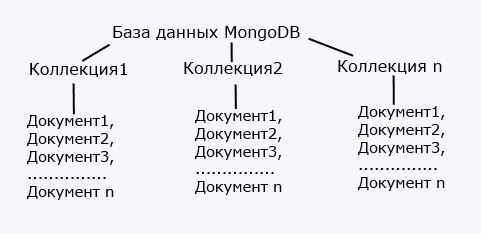 База данных MongoDB
Коллекция1
Документ1,
Документ2,
Документ3,
...............
Документ n
Коллекция2
Документ1,
Документ2,
Документ3,
...............
Документ n
Коллекция n
Документ1,
Документ2,
Документ3,
...............
Документ n